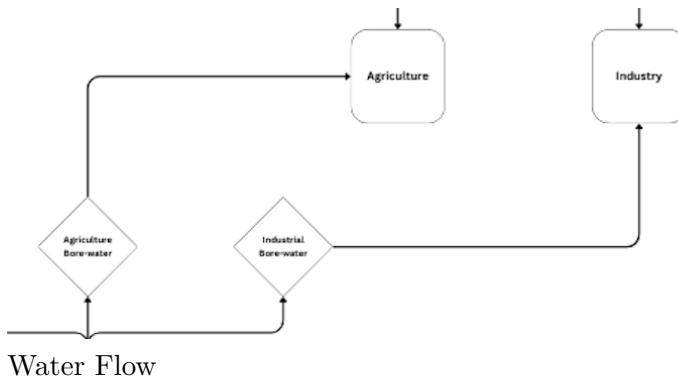 Agriculture
Industry
Agriculture
Bore-water
Industrial
Bore-water
Water Flow